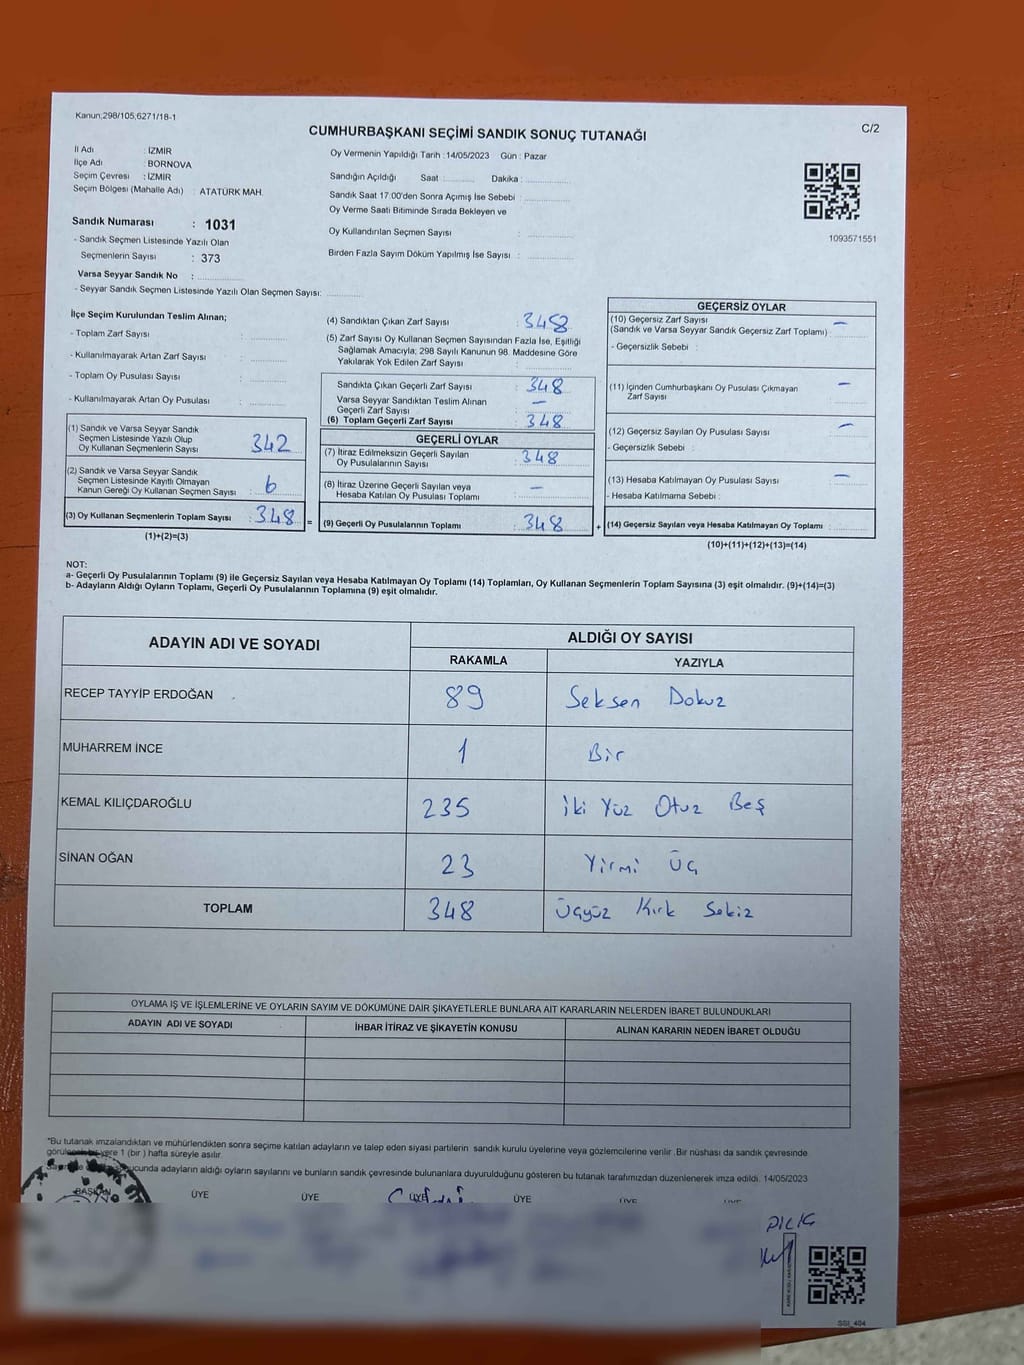 Kanun;298/105;6271/18-1
CUMHURBAŞKANI SEÇİMİ SANDIK SONUÇ TUTANAĞI
C/2
İl Adı : İZMİR
İlçe Adı : BORNOVA
Seçim Çevresi : İZMİR
Seçim Bölgesi (Mahalle Adı) : ATATÜRK MAH.
Sandık Numarası : 1031
- Sandık Seçmen Listesinde Yazılı Olan
Seçmenlerin Sayısı : 373
Varsa Seyyar Sandık No :
- Seyyar Sandık Seçmen Listesinde Yazılı Olan Seçmen Sayısı:
Oy Vermenin Yapıldığı Tarih : 14/05/2023 Gün : Pazar
Sandığın Açıldığı Saat : Dakika :
Sandık Saat 17:00'den Sonra Açımış İse Sebebi :
Oy Verme Saati Bitiminde Sırada Bekleyen ve
Oy Kullandırılan Seçmen Sayısı :
Birden Fazla Sayım Döküm Yapılmış İse Sayısı :
1093571551
İlçe Seçim Kurulundan Teslim Alınan;
- Toplam Zarf Sayısı :
- Kullanılmayarak Artan Zarf Sayısı :
- Toplam Oy Pusulası Sayısı :
- Kullanılmayarak Artan Oy Pusulası :
(1) Sandık ve Varsa Seyyar Sandık
Seçmen Listesinde Yazılı Olup
Oy Kullanan Seçmenlerin Sayısı : 342
(2) Sandık ve Varsa Seyyar Sandık
Seçmen Listesinde Kayıtlı Olmayan
Kanun Gereği Oy Kullanan Seçmen Sayısı : 6
(3) Oy Kullanan Seçmenlerin Toplam Sayısı : 348 =
(1)+(2)=(3)
(4) Sandıktan Çıkan Zarf Sayısı : 348
(5) Zarf Sayısı Oy Kullanan Seçmen Sayısından Fazla İse, Eşitliği
Sağlamak Amacıyla; 298 Sayılı Kanunun 98. Maddesine Göre
Yakılarak Yok Edilen Zarf Sayısı :
Sandıkta Çıkan Geçerli Zarf Sayısı : 348
Varsa Seyyar Sandıktan Teslim Alınan
Geçerli Zarf Sayısı : —
(6) Toplam Geçerli Zarf Sayısı : 348
GEÇERLİ OYLAR
(7) İtiraz Edilmeksizin Geçerli Sayılan
Oy Pusulalarının Sayısı : 348
(8) İtiraz Üzerine Geçerli Sayılan veya
Hesaba Katılan Oy Pusulası Toplamı : —
(9) Geçerli Oy Pusulalarının Toplamı : 348 +
GEÇERSİZ OYLAR
(10) Geçersiz Zarf Sayısı —
(Sandık ve Varsa Seyyar Sandık Geçersiz Zarf Toplamı) :
- Geçersizlik Sebebi :
(11) İçinden Cumhurbaşkanı Oy Pusulası Çıkmayan
Zarf Sayısı : —
(12) Geçersiz Sayılan Oy Pusulası Sayısı : —
- Geçersizlik Sebebi :
(13) Hesaba Katılmayan Oy Pusulası Sayısı : —
- Hesaba Katılmama Sebebi :
(14) Geçersiz Sayılan veya Hesaba Katılmayan Oy Toplamı :
(10)+(11)+(12)+(13)=(14)
NOT:
a- Geçerli Oy Pusulalarının Toplamı (9) ile Geçersiz Sayılan veya Hesaba Katılmayan Oy Toplamı (14) Toplamları, Oy Kullanan Seçmenlerin Toplam Sayısına (3) eşit olmalıdır. (9)+(14)=(3)
b- Adayların Aldığı Oyların Toplamı, Geçerli Oy Pusulalarının Toplamına (9) eşit olmalıdır.
ADAYIN ADI VE SOYADI ALDIĞI OY SAYISI
RAKAMLA YAZIYLA
RECEP TAYYİP ERDOĞAN 89 Seksen Dokuz
MUHARREM İNCE 1 Bir
KEMAL KILIÇDAROĞLU 235 İki Yüz Otuz Beş
SİNAN OĞAN 23 Yirmi Üç
TOPLAM 348 Üçyüz Kırk Sekiz
OYLAMA İŞ VE İŞLEMLERİNE VE OYLARIN SAYIM VE DÖKÜMÜNE DAİR ŞİKAYETLERLE BUNLARA AİT KARARLARIN NELERDEN İBARET BULUNDUKLARI
ADAYIN ADI VE SOYADI İHBAR İTİRAZ VE ŞİKAYETİN KONUSU ALINAN KARARIN NEDEN İBARET OLDUĞU
"Bu tutanak imzalandıktan ve mühürlendikten sonra seçime katılan adayların ve talep eden siyasi partilerin sandık kurulu üyelerine veya gözlemcilerine verilir. Bir nüshası da sandık çevresinde
yere 1 (bir ) hafta süreyle asılır.
adayların aldığı oyların sayılarını ve bunların sandık çevresinde bulunanlara duyurulduğunu gösteren bu tutanak tarafımızdan düzenlenerek imza edildi. 14/05/2023
BAŞKAN ÜYE ÜYE ÜYE ÜYE ÜYE ÜYE
SSI_404